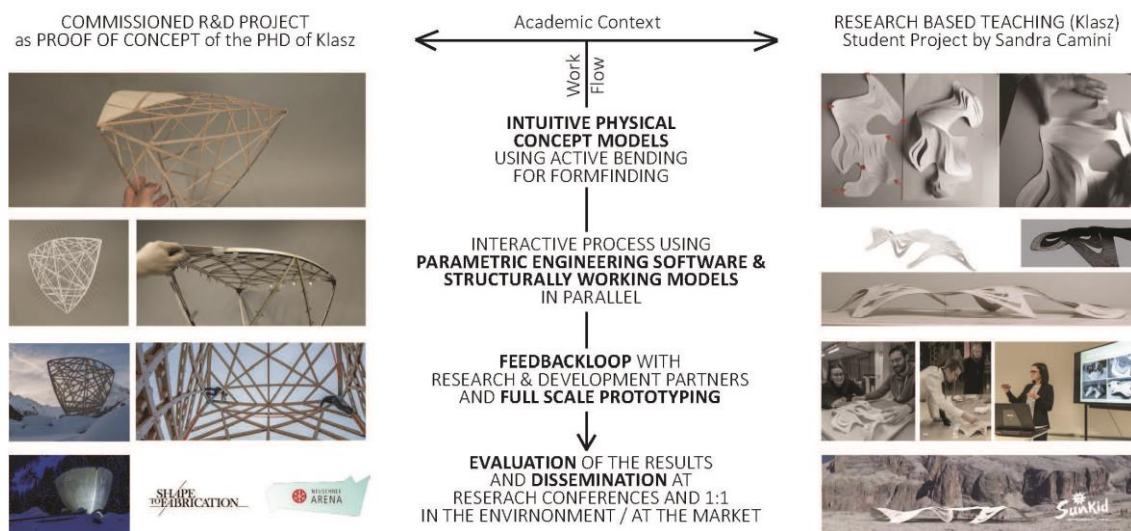 COMMISSIONED R&D PROJECT
as PROOF OF CONCEPT of the PHD of Klasz
Academic Context
RESEARCH BASED TEACHING (Klasz)
Student Project by Sandra Camini
Work
Flow
INTUITIVE PHYSICAL
CONCEPT MODELS
USING ACTIVE BENDING
FOR FORMFINDING
INTERACTIVE PROCESS USING
PARAMETRIC ENGINEERING SOFTWARE &
STRUCTURALLY WORKING MODELS
IN PARALLEL
FEEDBACKLOOP WITH
RESEARCH & DEVELOPMENT PARTNERS
AND FULL SCALE PROTOTYPING
EVALUATION OF THE RESULTS
AND DISSEMINATION AT
RESERACH CONFERENCES AND 1:1
IN THE ENVIRNONMENT / AT THE MARKET
SHAPE
TO FABRICATION
NEUSCHNEE
ARENA
SunKid